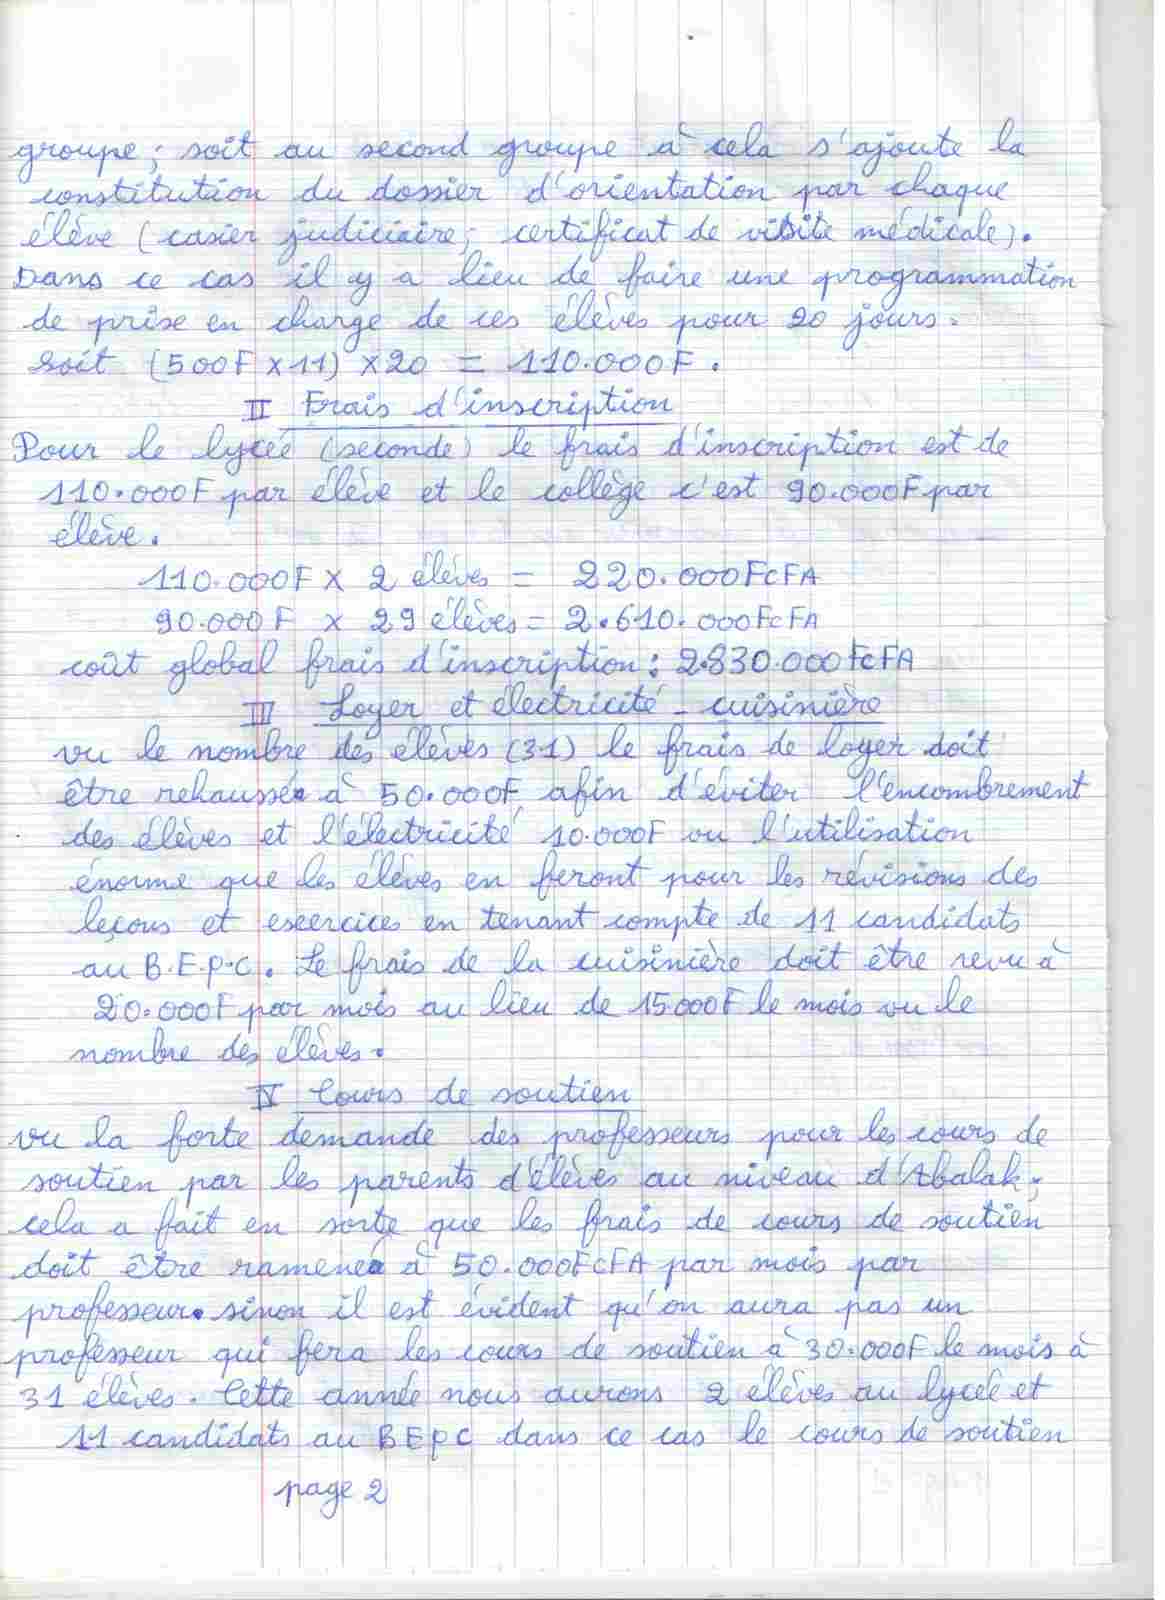 groupe; soit au second groupe à cela s'ajoute la
constitution du dossier d'orientation par chaque
élève (casier judiciaire; certificat de visite médicale).
Dans ce cas il y a lieu de faire une programmation
de prise en charge de ces élèves pour 20 jours.
soit (500F x 11) x 20 = 110.000F.
II Frais d'inscription
Pour le lycée (seconde) le frais d'inscription est de
110.000F par élève et le collège c'est 90.000F par
élève.
110.000F x 2 élèves = 220.000FCFA
90.000F x 29 élèves = 2.610.000FCFA
coût global frais d'inscription: 2.830.000FCFA
III Loyer et électricité - cuisinière
vu le nombre des élèves (31) le frais de loyer doit
être rehaussé à 50.000F afin d'éviter l'encombrement
des élèves et l'électricité 10.000F vu l'utilisation
énorme que les élèves en feront pour les révisions des
leçons et exercices en tenant compte de 11 candidats
au B.E.P.C. Le frais de la cuisinière doit être revu à
20.000F par mois au lieu de 15000F le mois vu le
nombre des élèves.
IV Cours de soutien
vu la forte demande des professeurs pour les cours de
soutien par les parents d'élèves au niveau d'Abalak;
cela a fait en sorte que les frais de cours de soutien
doit être ramené à 50.000FCFA par mois par
professeur. sinon il est évident qu'on aura pas un
professeur qui fera les cours de soutien à 30.000F le mois à
31 élèves. Cette année nous aurons 2 élèves au lycée et
11 candidats au BEPC dans ce cas le cours de soutien
page 2